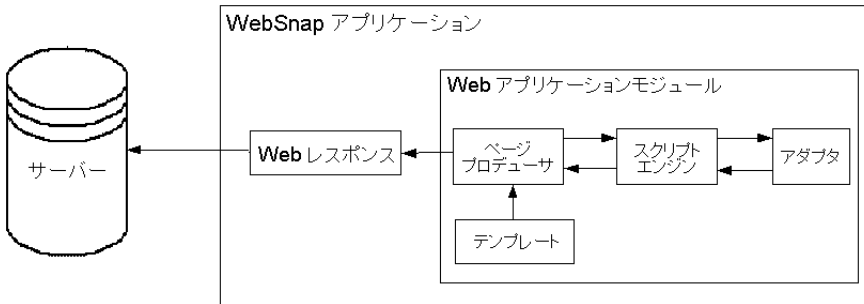 WebSnap アプリケーション
Web アプリケーションモジュール
サーバー
Web レスポンス
ページ
プロデューサ
スクリプト
エンジン
アダプタ
テンプレート